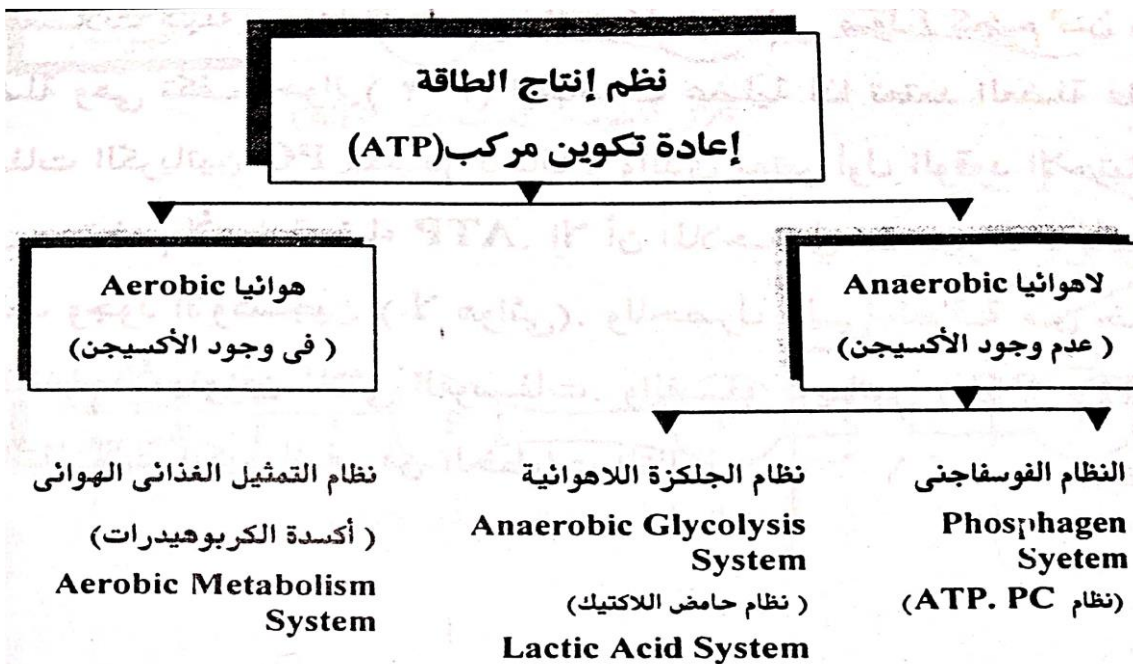 نظم إنتاج الطاقة
إعادة تكوين مركب(ATP)
لاهوائيا Anaerobic
( عدم وجود الأكسيجن)
هوائيا Aerobic
( فى وجود الأكسيجن)
النظام الفوسفاجنى
Phosphagen
Syetem
(نظام ATP. PC)
نظام الجلكزة اللاهوائية
Anaerobic Glycolysis
System
( نظام حامض اللاكتيك)
Lactic Acid System
نظام التمثيل الغذائى الهوائى
( أكسدة الكربوهيدرات)
Aerobic Metabolism
System